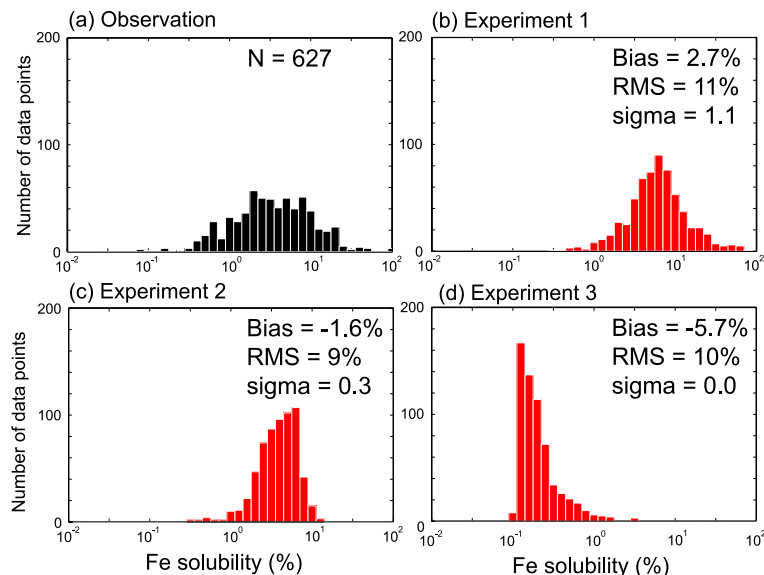 (a) Observation
(b) Experiment 1
200
N = 627
100
0
10^-2 10^-1 10^0 10^1 10^2
Number of data points
200
Bias = 2.7%
RMS = 11%
sigma = 1.1
100
0
10^-2 10^-1 10^0 10^1 10^2
(c) Experiment 2
(d) Experiment 3
200
Bias = -1.6%
RMS = 9%
sigma = 0.3
100
0
10^-2 10^-1 10^0 10^1 10^2
Number of data points
Fe solubility (%)
200
Bias = -5.7%
RMS = 10%
sigma = 0.0
100
0
10^-2 10^-1 10^0 10^1 10^2
Fe solubility (%)